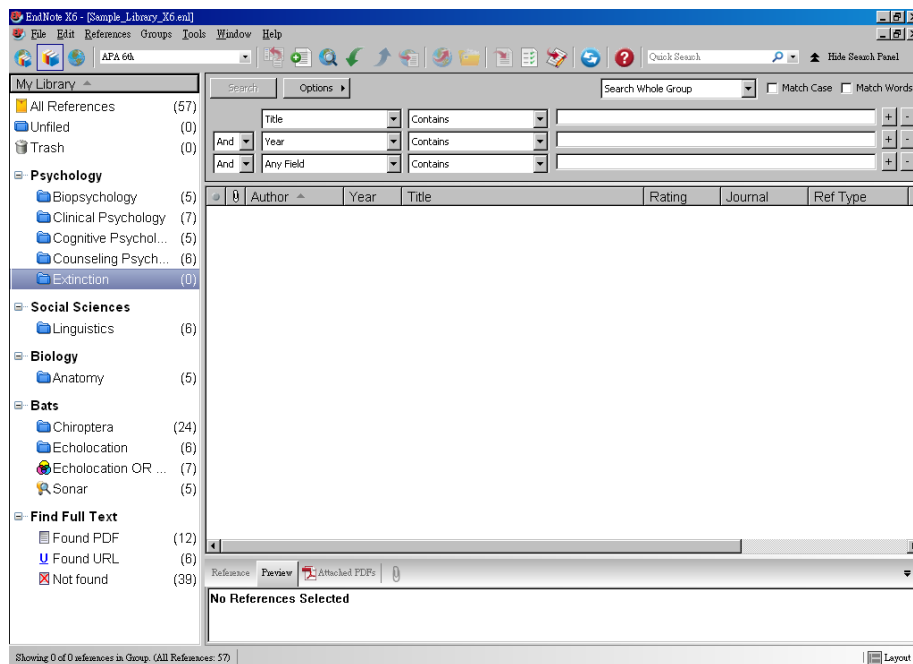 EndNote X6 - [Sample_Library_X6.enl]
File Edit References Groups Tools Window Help
APA 6th
Quick Search
Hide Search Panel
My Library
All References (57)
Unfiled (0)
Trash (0)
Psychology
Biopsychology (5)
Clinical Psychology (7)
Cognitive Psychol... (5)
Counseling Psych... (6)
Extinction (0)
Social Sciences
Linguistics (6)
Biology
Anatomy (5)
Bats
Chiroptera (24)
Echolocation (6)
Echolocation OR ... (7)
Sonar (5)
Find Full Text
Found PDF (12)
Found URL (6)
Not found (39)
Search Options Search Whole Group Match Case Match Words
Title Contains + -
And Year Contains + -
And Any Field Contains + -
Author Year Title Rating Journal Ref Type
Reference Preview Attached PDFs
No References Selected
Showing 0 of 0 references in Group. (All References: 57)
Layout